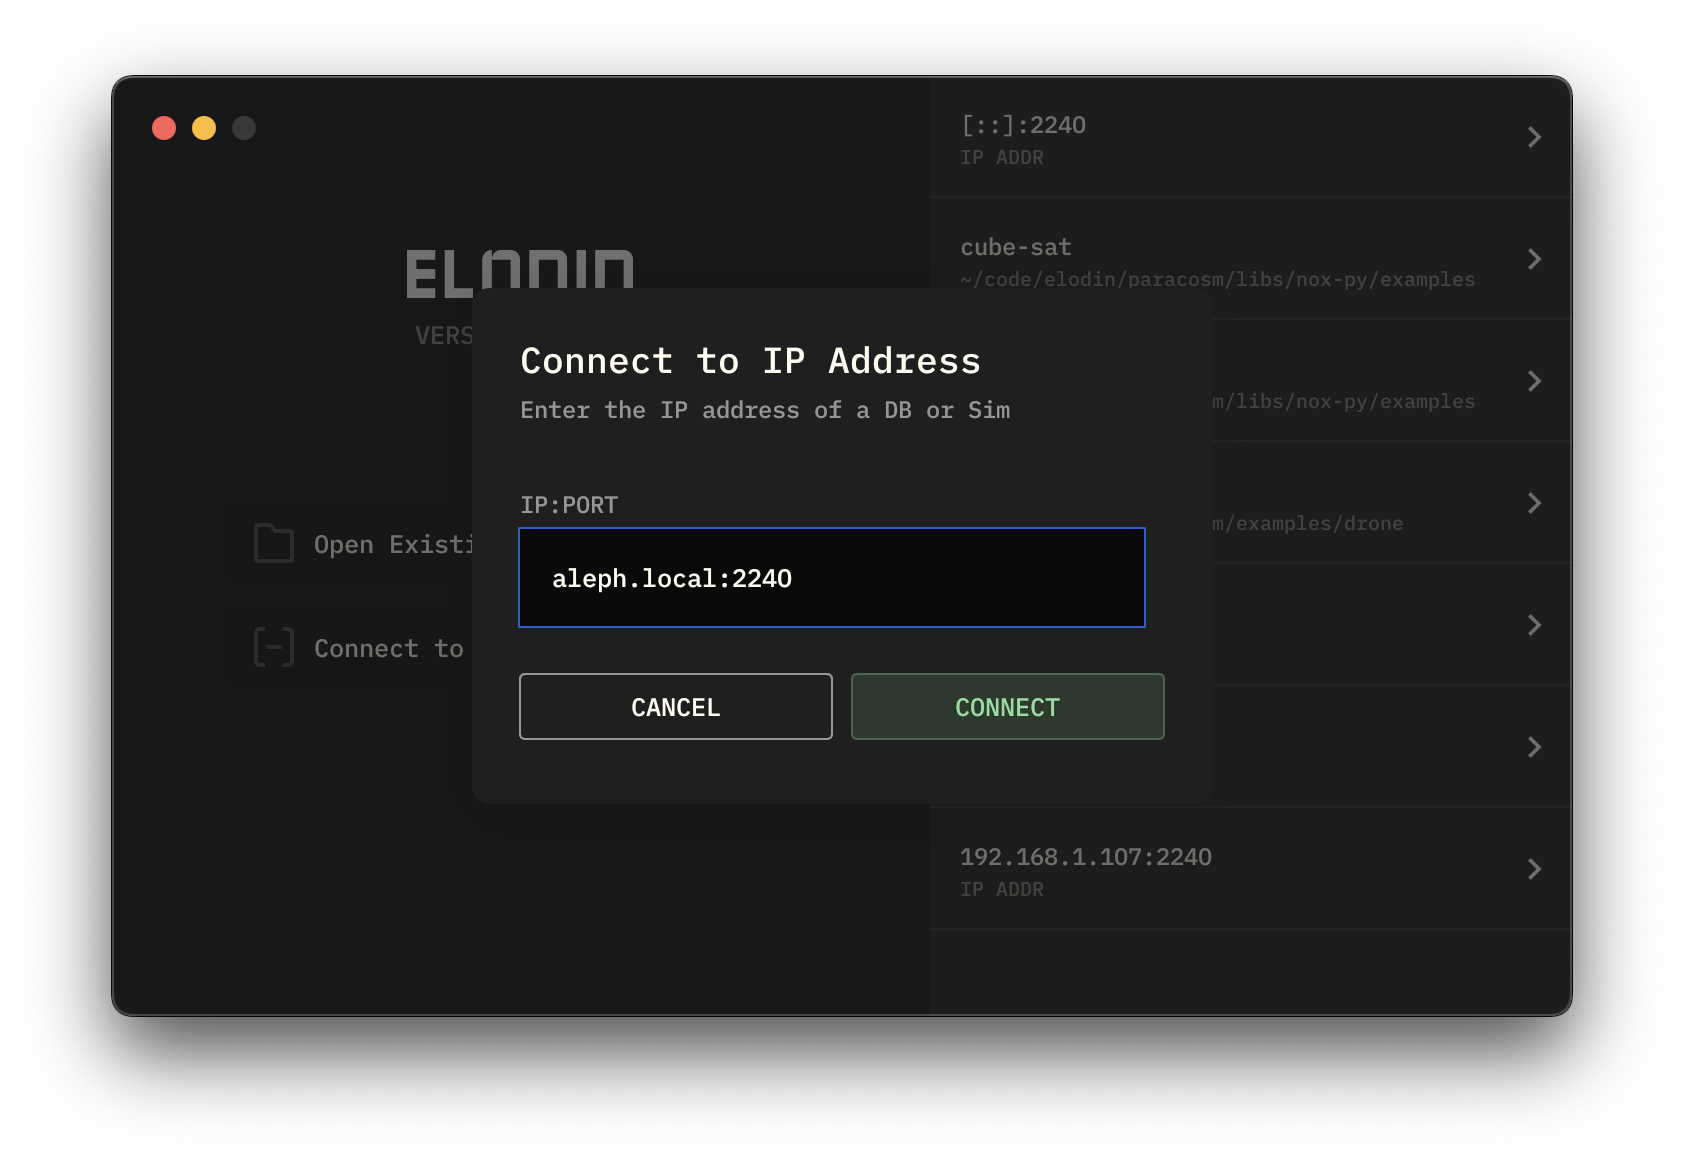 ELODIN
VERS
Open Existi
Connect to
Connect to IP Address
Enter the IP address of a DB or Sim
IP:PORT
aleph.local:2240
CANCEL
CONNECT
[::]:2240
IP ADDR
cube-sat
~/code/elodin/paracosm/libs/nox-py/examples
m/libs/nox-py/examples
m/examples/drone
192.168.1.107:2240
IP ADDR